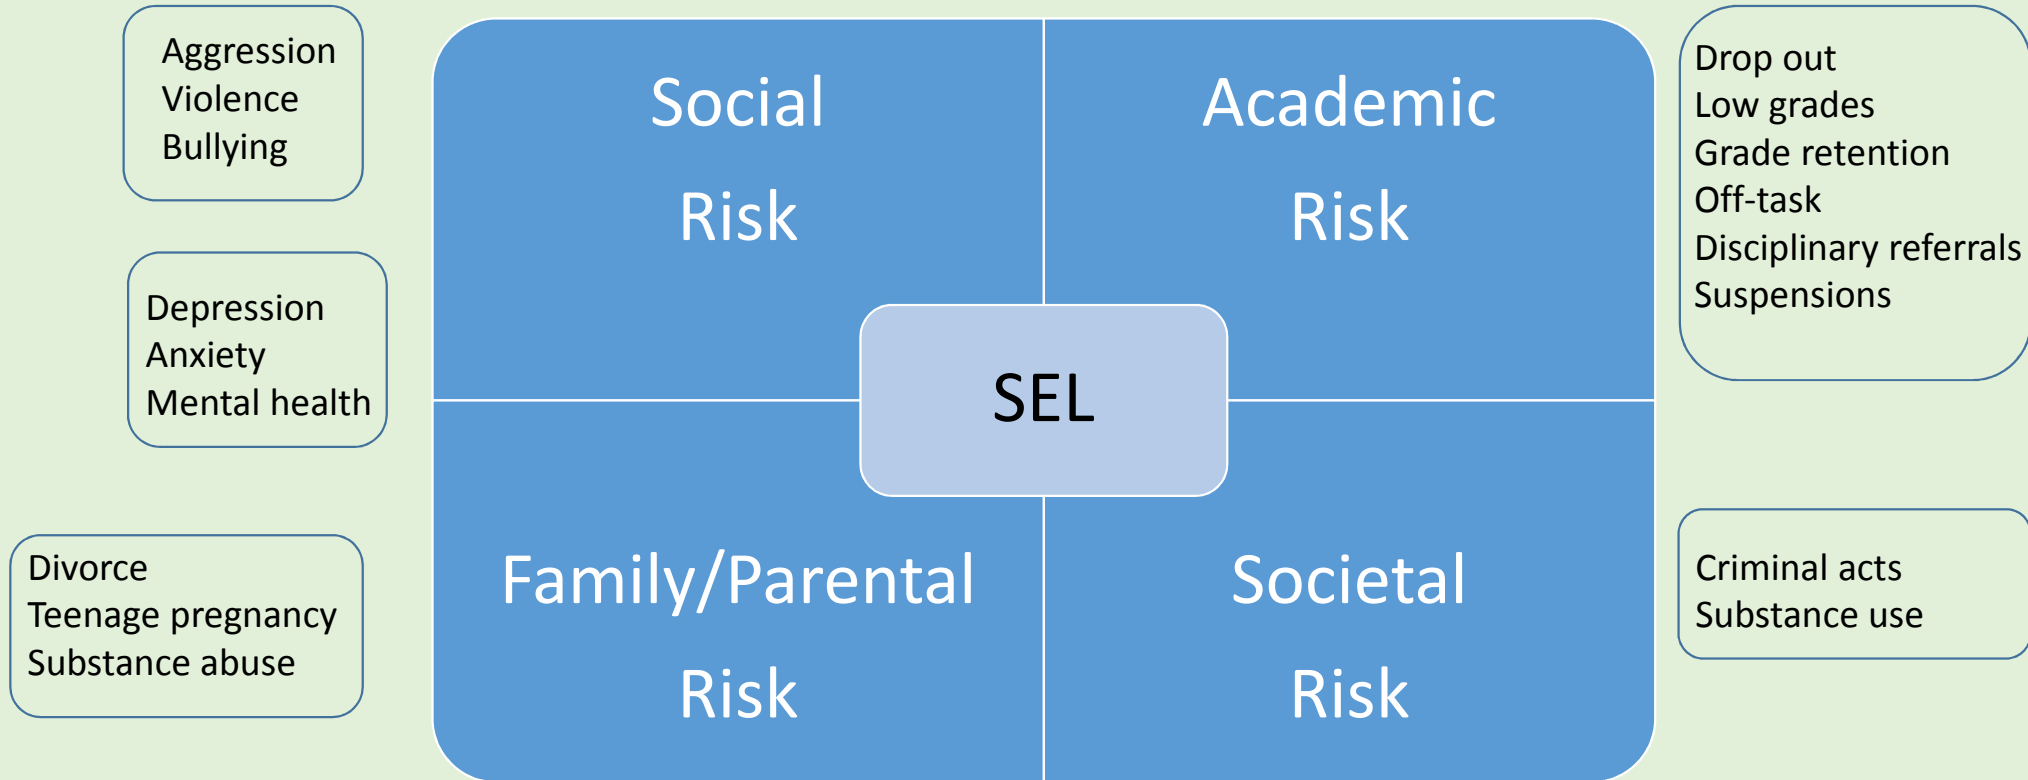 Aggression
Violence
Bullying
Depression
Anxiety
Mental health
Divorce
Teenage pregnancy
Substance abuse
Social
Risk
Academic
Risk
SEL
Family/Parental
Risk
Societal
Risk
Drop out
Low grades
Grade retention
Off-task
Disciplinary referrals
Suspensions
Criminal acts
Substance use